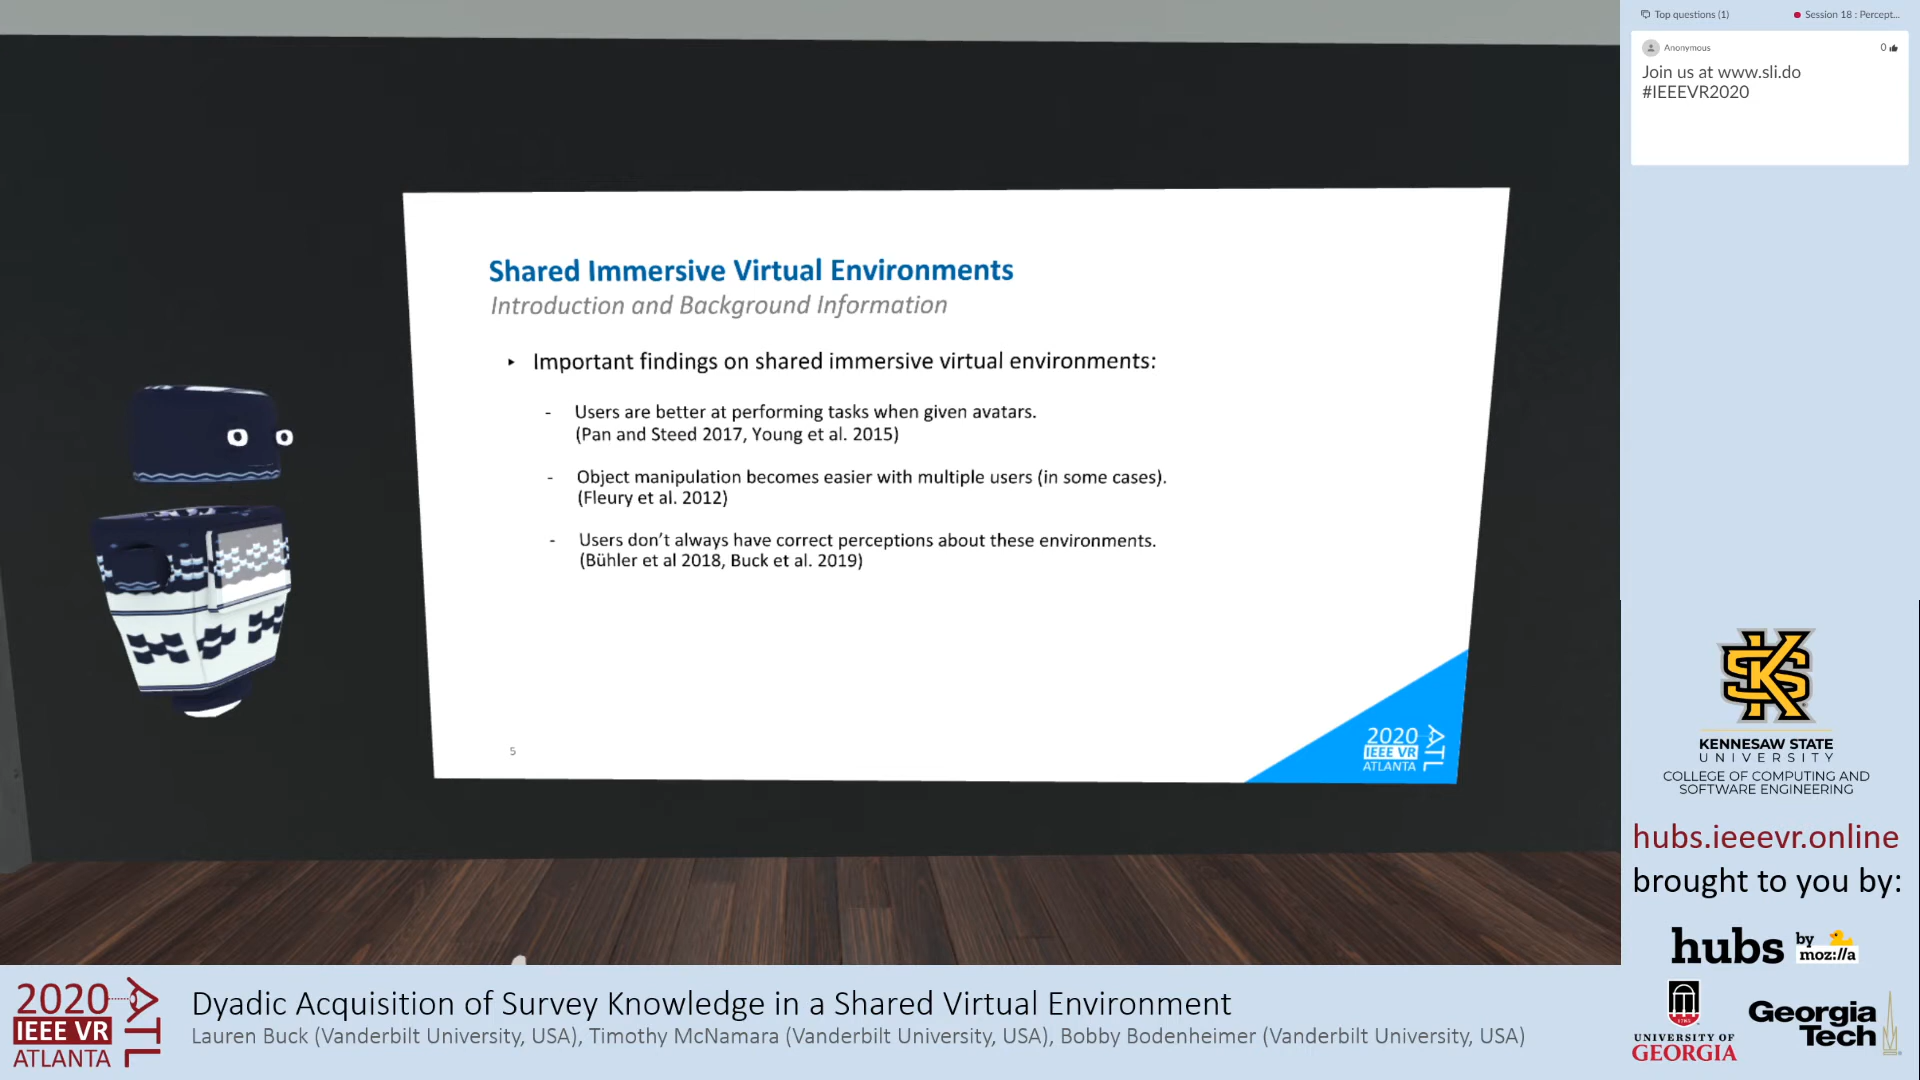 Top questions (1)
Session 18 : Percept...
Anonymous
0
Join us at www.sli.do
#IEEEVR2020
Shared Immersive Virtual Environments
Introduction and Background Information
‣ Important findings on shared immersive virtual environments:
- Users are better at performing tasks when given avatars.
(Pan and Steed 2017, Young et al. 2015)
- Object manipulation becomes easier with multiple users (in some cases).
(Fleury et al. 2012)
- Users don't always have correct perceptions about these environments.
(Bühler et al 2018, Buck et al. 2019)
5
2020
IEEE VR
ATLANTA
ATL
KENNESAW STATE
UNIVERSITY
COLLEGE OF COMPUTING AND
SOFTWARE ENGINEERING
hubs.ieeevr.online
brought to you by:
hubs by
moz://a
UNIVERSITY OF
GEORGIA
Georgia
Tech
2020
IEEE VR
ATLANTA
ATL
Dyadic Acquisition of Survey Knowledge in a Shared Virtual Environment
Lauren Buck (Vanderbilt University, USA), Timothy McNamara (Vanderbilt University, USA), Bobby Bodenheimer (Vanderbilt University, USA)